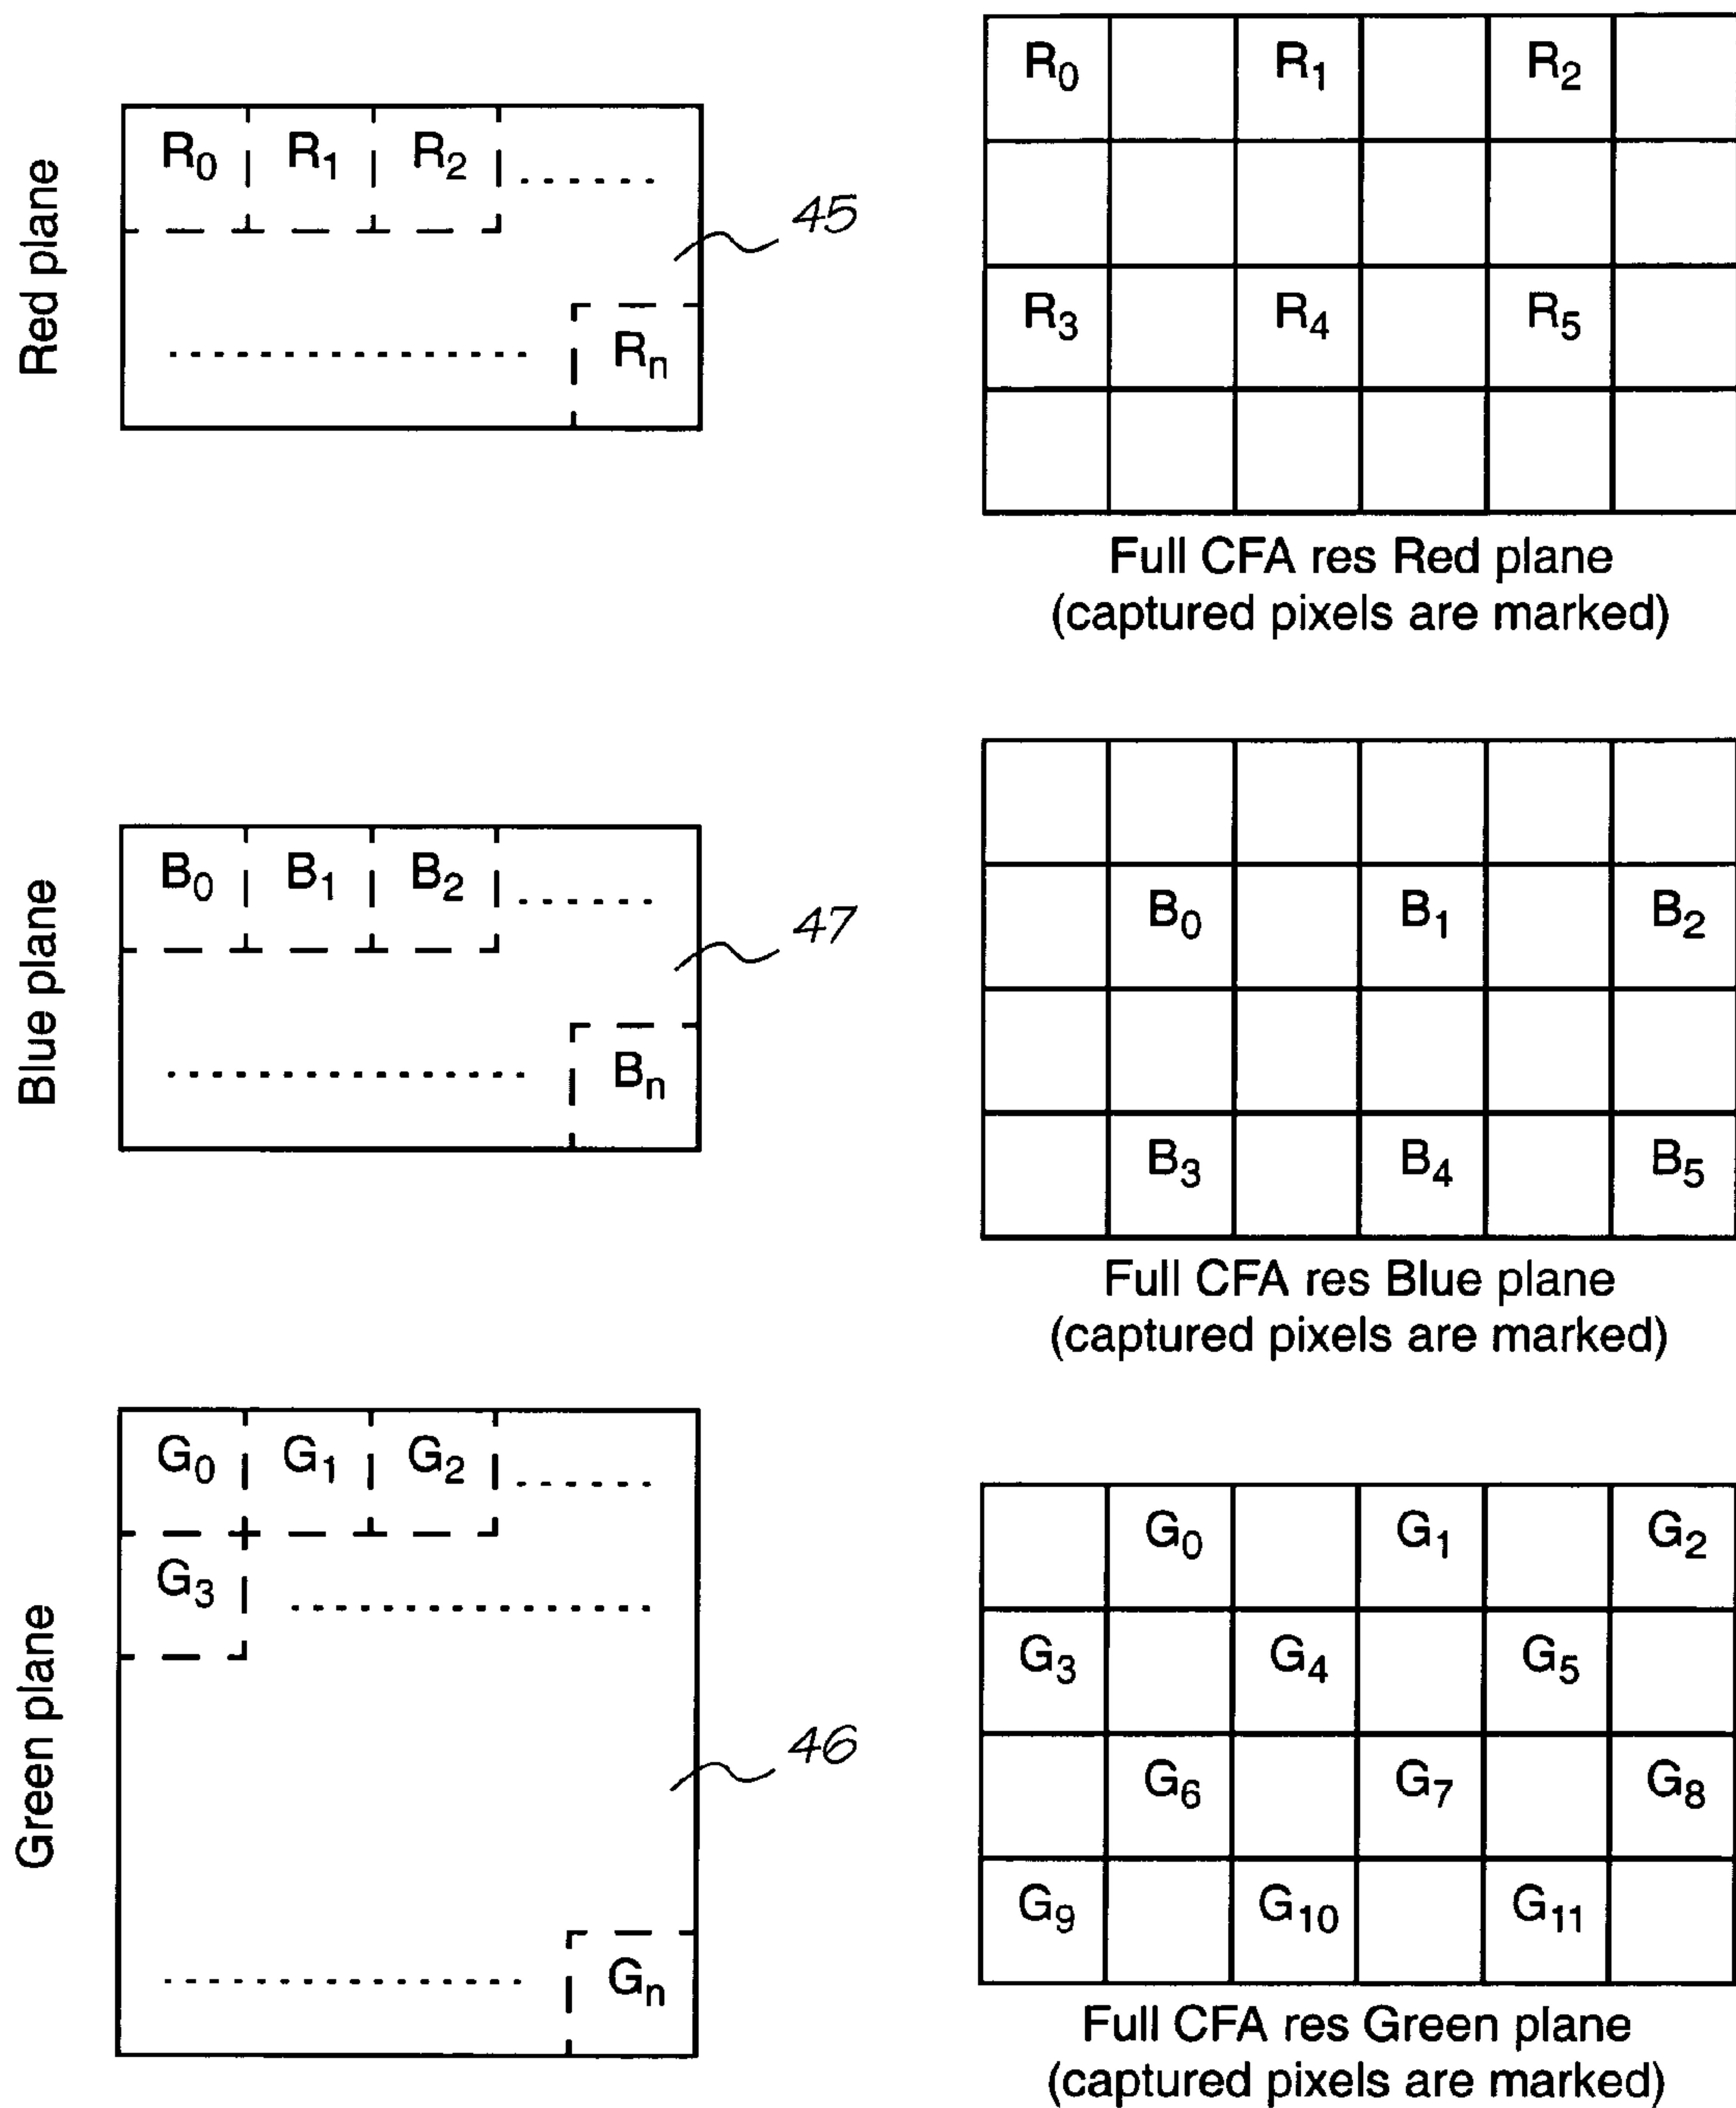 Red plane
R0 R1 R2
Rn
45
R0 R1 R2
R3 R4 R5
Full CFA res Red plane
(captured pixels are marked)
Blue plane
B0 B1 B2
Bn
47
B0 B1 B2
B3 B4 B5
Full CFA res Blue plane
(captured pixels are marked)
Green plane
G0 G1 G2
G3
Gn
46
G0 G1 G2
G3 G4 G5
G6 G7 G8
G9 G10 G11
Full CFA res Green plane
(captured pixels are marked)